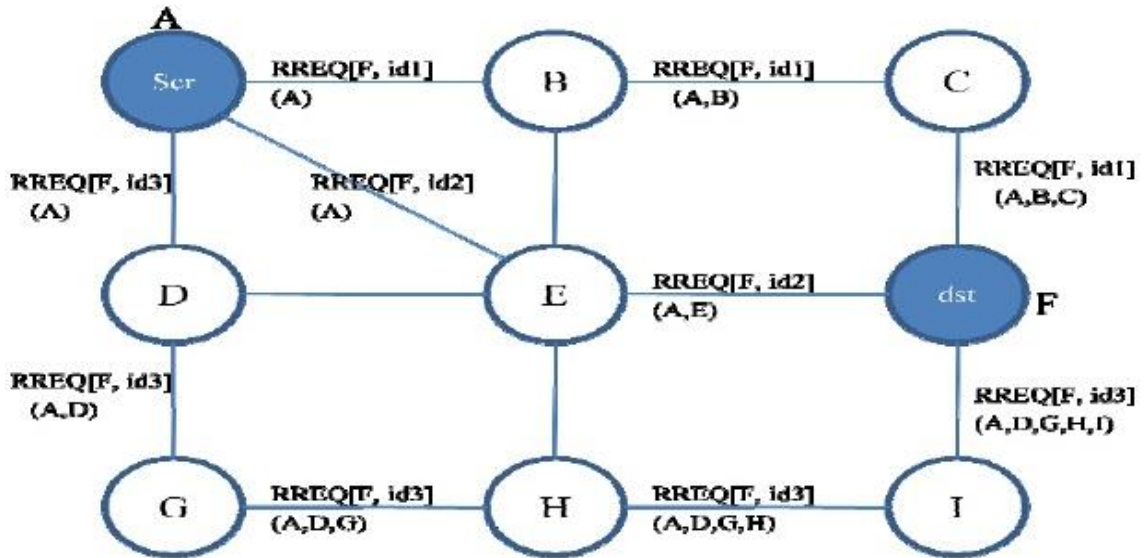 A
Scr
RREQ[F, id1]
(A)
B
RREQ[F, id1]
(A,B)
C
RREQ[F, id3]
(A)
RREQ[F, id2]
(A)
RREQ[F, id1]
(A,B,C)
D
E
RREQ[F, id2]
(A,E)
dst
F
RREQ[F, id3]
(A,D)
RREQ[F, id3]
(A,D,G,H,I)
G
RREQ[F, id3]
(A,D,G)
H
RREQ[F, id3]
(A,D,G,H)
I